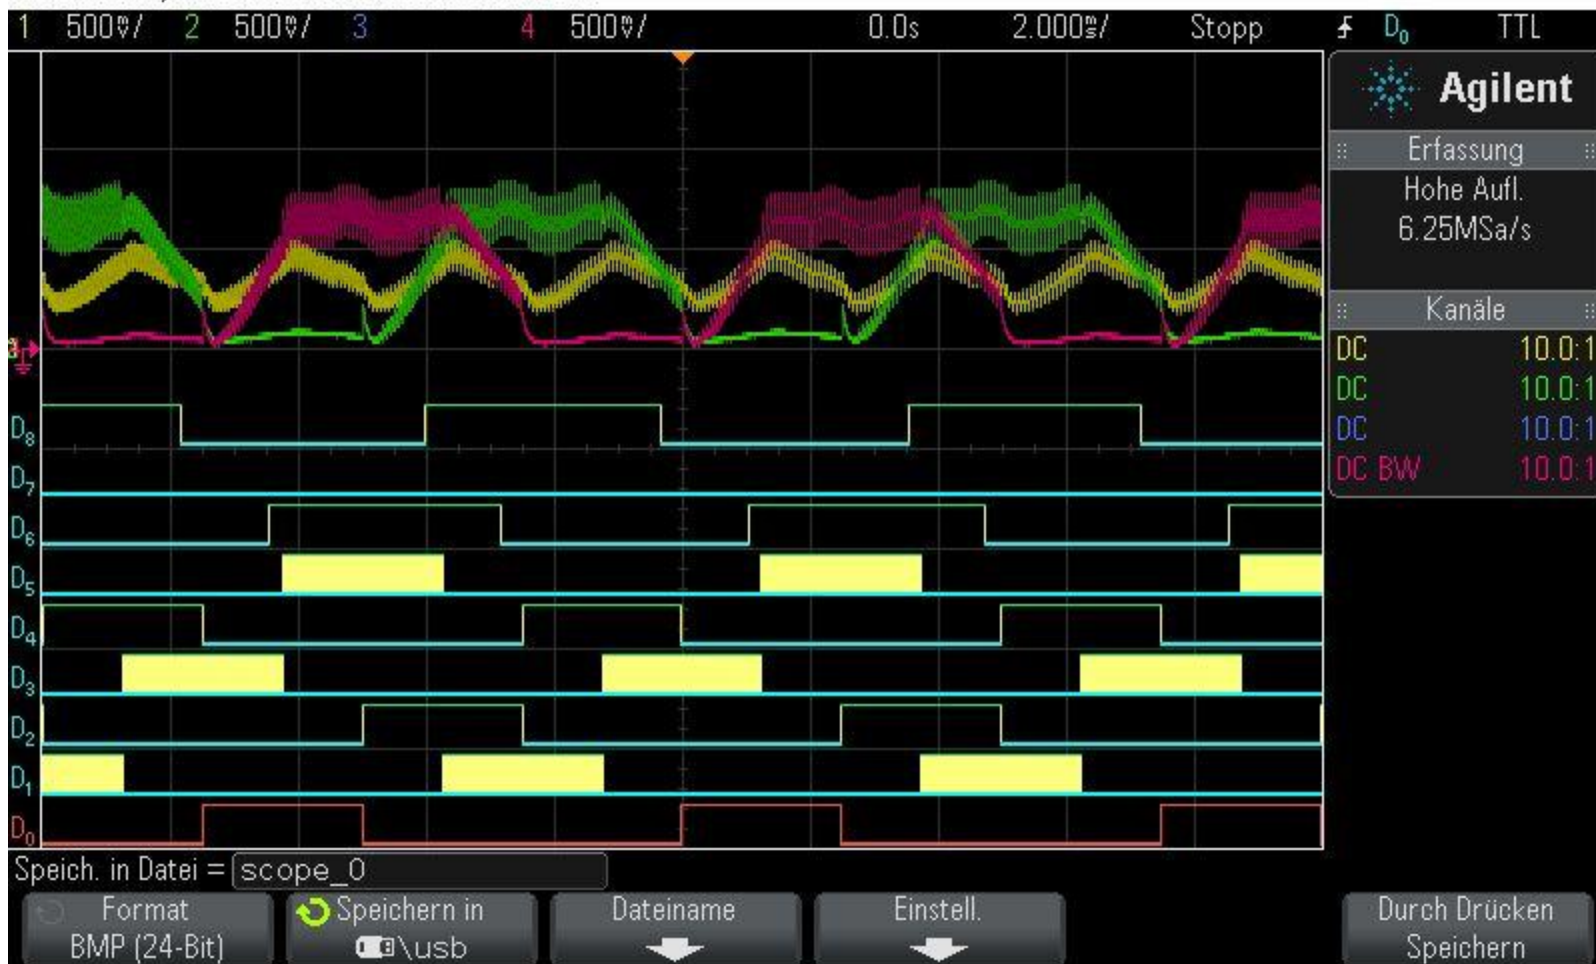 1 500♉/ 2 500♉/ 3 4 500♉/ 0.0s 2.000㎳/ Stopp D0 TTL
Agilent
Erfassung
Hohe Aufl.
6.25MSa/s
Kanäle
DC 10.0:1
DC 10.0:1
DC 10.0:1
DC BW 10.0:1
D8
D7
D6
D5
D4
D3
D2
D1
D0
Speich. in Datei = scope_0
Format
BMP (24-Bit)
Speichern in
\usb
Dateiname
Einstell.
Durch Drücken
Speichern